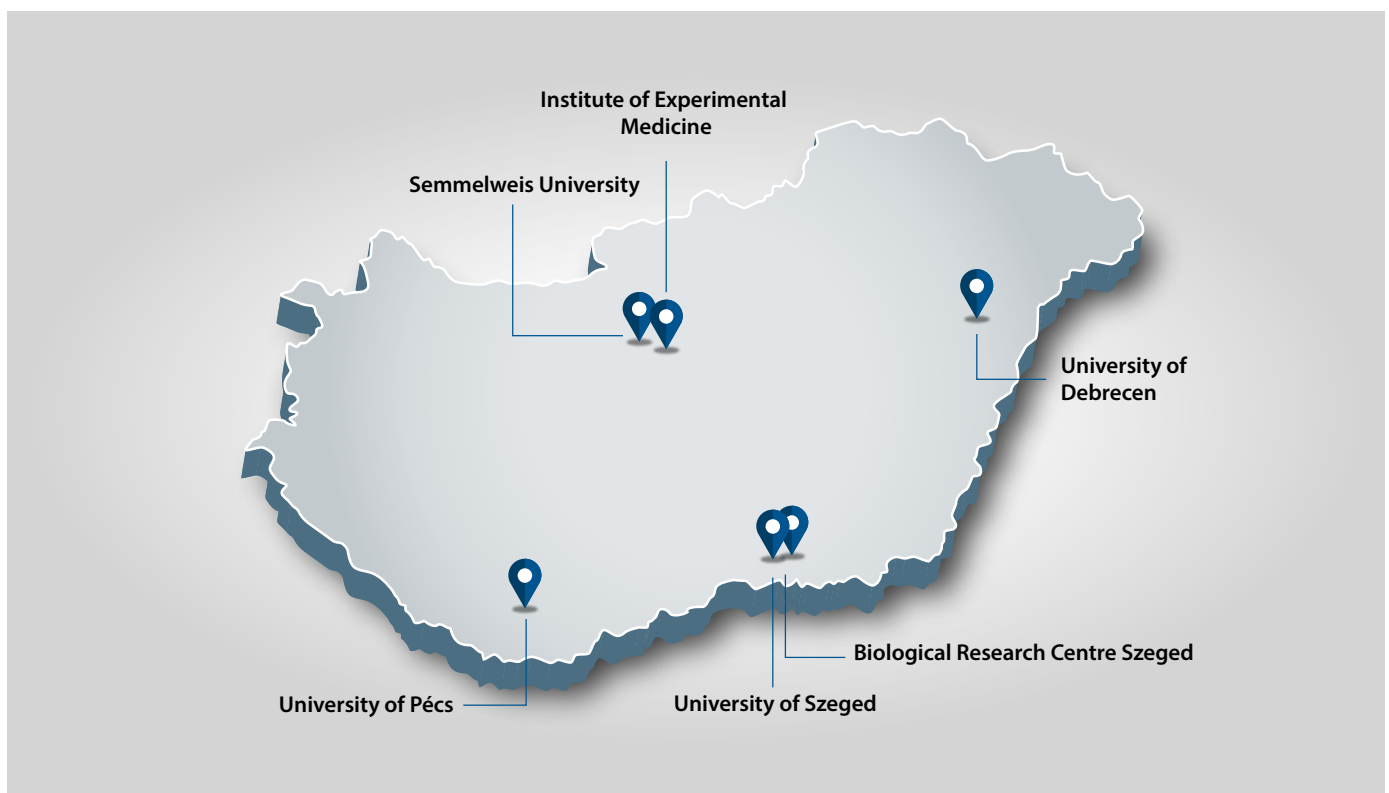 Institute of Experimental
Medicine
Semmelweis University
University of
Debrecen
Biological Research Centre Szeged
University of Szeged
University of Pécs